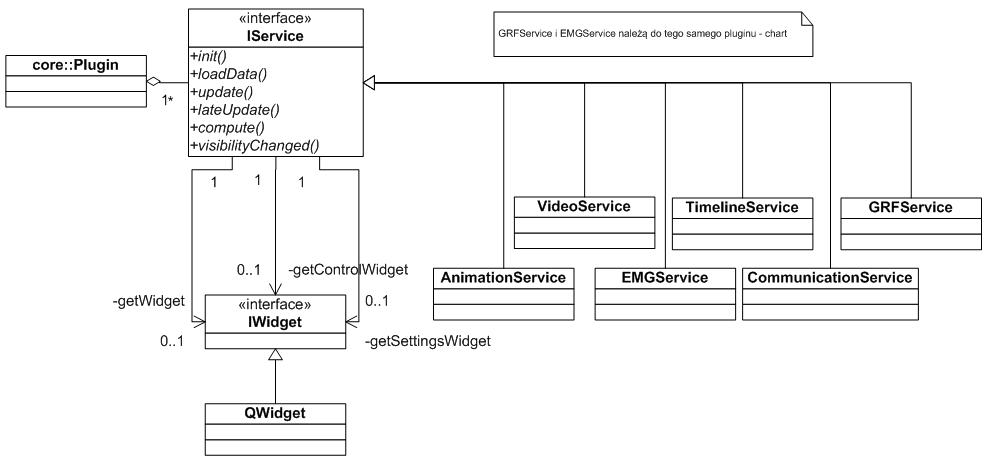 «interface»
IService
+init()
+loadData()
+update()
+lateUpdate()
+compute()
+visibilityChanged()
GRFService i EMGService należą do tego samego pluginu - chart
core::Plugin
1*
1
1
1
VideoService
TimelineService
GRFService
AnimationService
EMGService
CommunicationService
0..1
-getControlWidget
-getWidget
0..1
«interface»
IWidget
0..1
-getSettingsWidget
QWidget